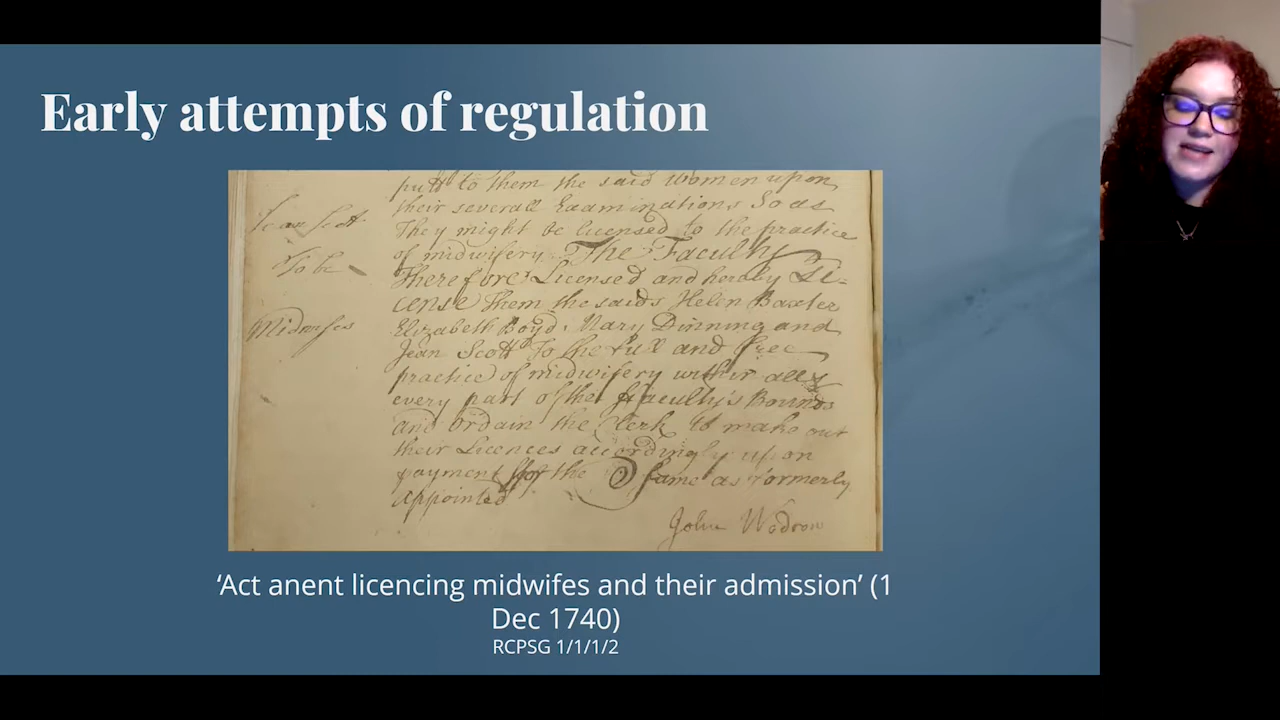 Early attempts of regulation
putt to them the said women upon
their severall Examinations So as
They might be licensed to the practice
of midwifery. The Faculty
Therefore Licensed and hereby Li-
cense Them the saids Helen Baxter
Elizabeth Boyd, Mary Dinning and
Jean Scott To the full and free
practice of midwifery within all &
every part of the Faculty's Bounds
and ordain the Clerk to make out
their Licences accordingly upon
payment of the same as formerly
appointed
John Wodrow
Jean Scott
To be
Midwifes
‘Act anent licencing midwifes and their admission’ (1
Dec 1740)
RCPSG 1/1/1/2